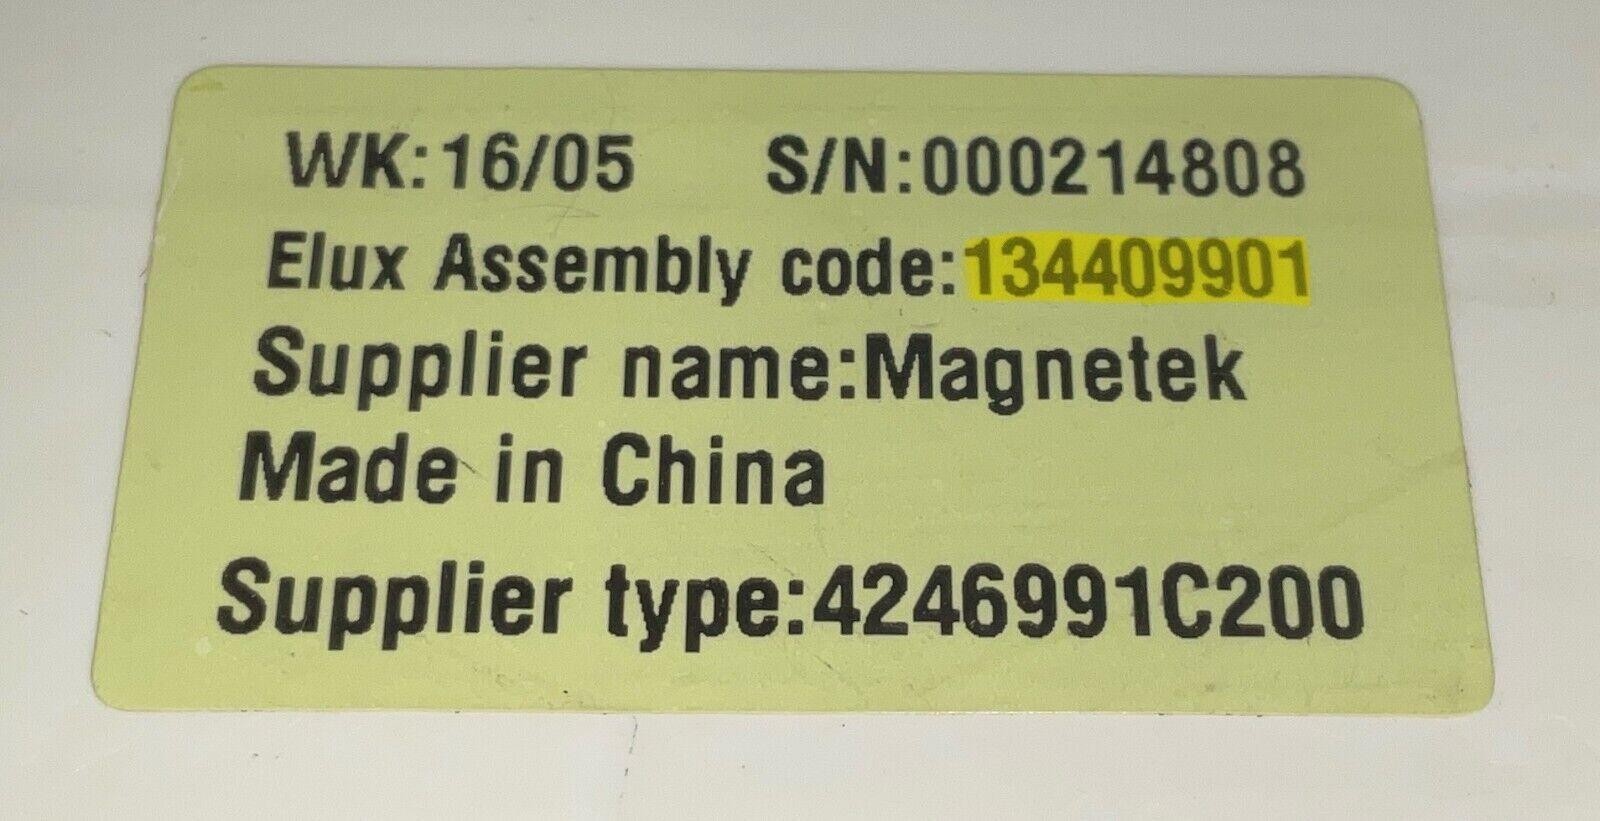 WK:16/05 S/N:000214808
Elux Assembly code:134409901
Supplier name:Magnetek
Made in China
Supplier type:4246991C200